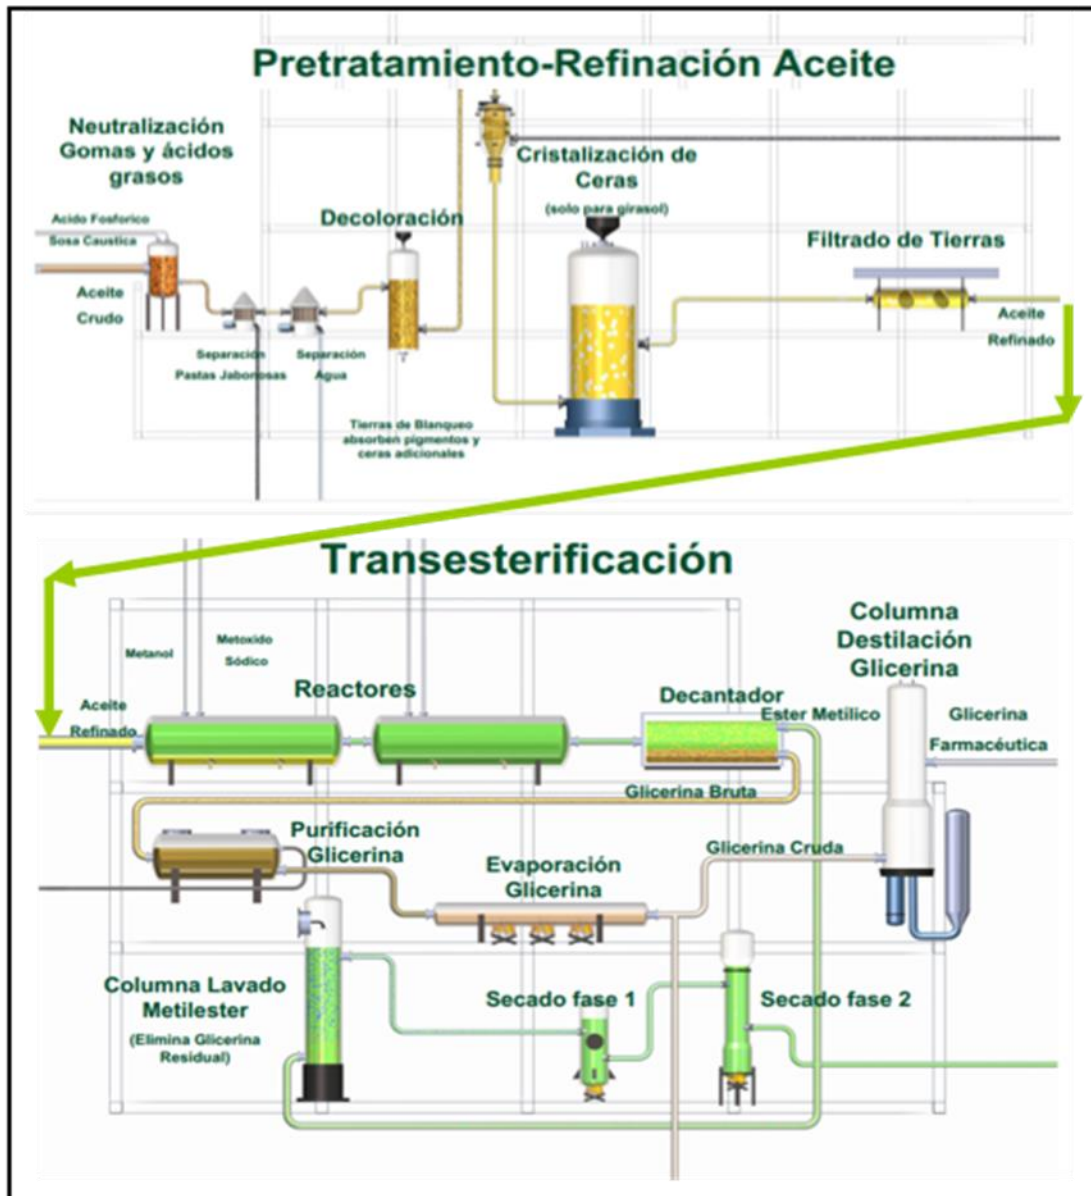 Pretratamiento-Refinación Aceite
Neutralización
Gomas y ácidos
grasos
Acido Fosforico
Sosa Caustica
Aceite
Crudo
Separación
Pastas Jabonosas
Separación
Agua
Decoloración
Tierras de Blanqueo
absorben pigmentos y
ceras adicionales
Cristalización de
Ceras
(solo para girasol)
Filtrado de Tierras
Aceite
Refinado
Transesterificación
Metanol
Metoxido
Sódico
Aceite
Refinado
Reactores
Decantador
Ester Metílico
Glicerina Bruta
Columna
Destilación
Glicerina
Glicerina
Farmacéutica
Purificación
Glicerina
Evaporación
Glicerina
Glicerina Cruda
Columna Lavado
Metilester
(Elimina Glicerina
Residual)
Secado fase 1
Secado fase 2